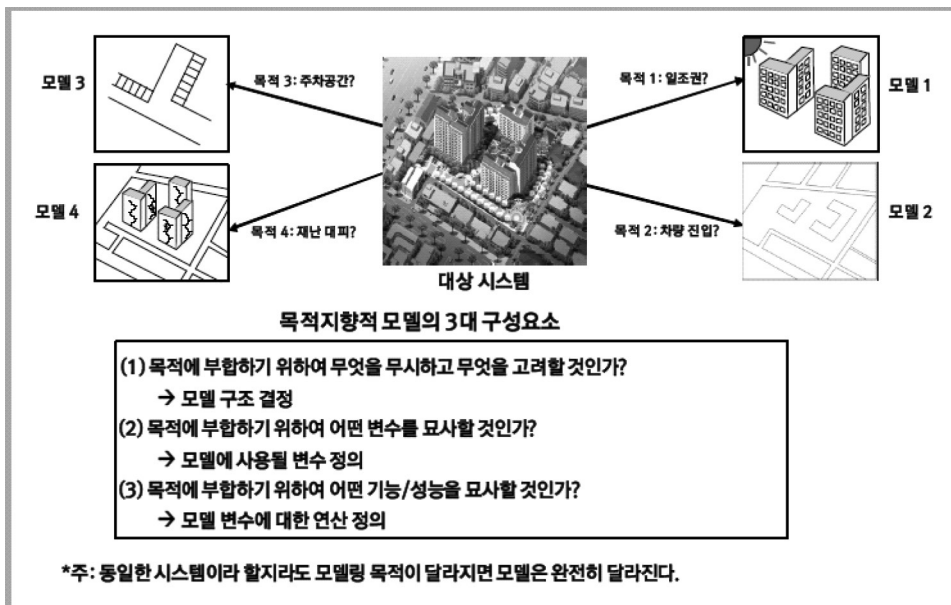 모델 3
목적 3: 주차공간?
목적 1: 일조권?
모델 1
모델 4
목적 4: 재난 대피?
목적 2: 차량 진입?
모델 2
대상 시스템
목적지향적 모델의 3대 구성요소
(1) 목적에 부합하기 위하여 무엇을 무시하고 무엇을 고려할 것인가?
→ 모델 구조 결정
(2) 목적에 부합하기 위하여 어떤 변수를 묘사할 것인가?
→ 모델에 사용될 변수 정의
(3) 목적에 부합하기 위하여 어떤 기능/성능을 묘사할 것인가?
→ 모델 변수에 대한 연산 정의
*주: 동일한 시스템이라 할지라도 모델링 목적이 달라지면 모델은 완전히 달라진다.